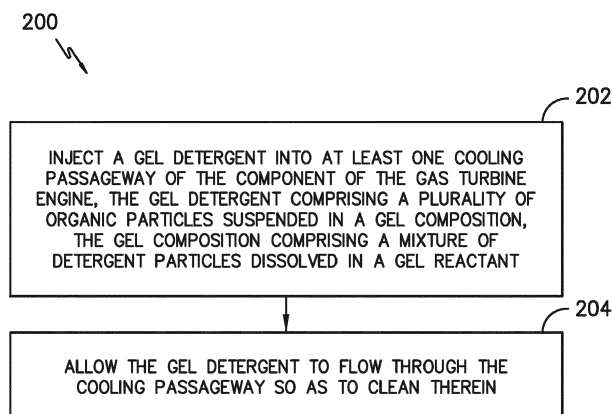 200
202
INJECT A GEL DETERGENT INTO AT LEAST ONE COOLING
PASSAGEWAY OF THE COMPONENT OF THE GAS TURBINE
ENGINE, THE GEL DETERGENT COMPRISING A PLURALITY OF
ORGANIC PARTICLES SUSPENDED IN A GEL COMPOSITION,
THE GEL COMPOSITION COMPRISING A MIXTURE OF
DETERGENT PARTICLES DISSOLVED IN A GEL REACTANT
204
ALLOW THE GEL DETERGENT TO FLOW THROUGH THE
COOLING PASSAGEWAY SO AS TO CLEAN THEREIN